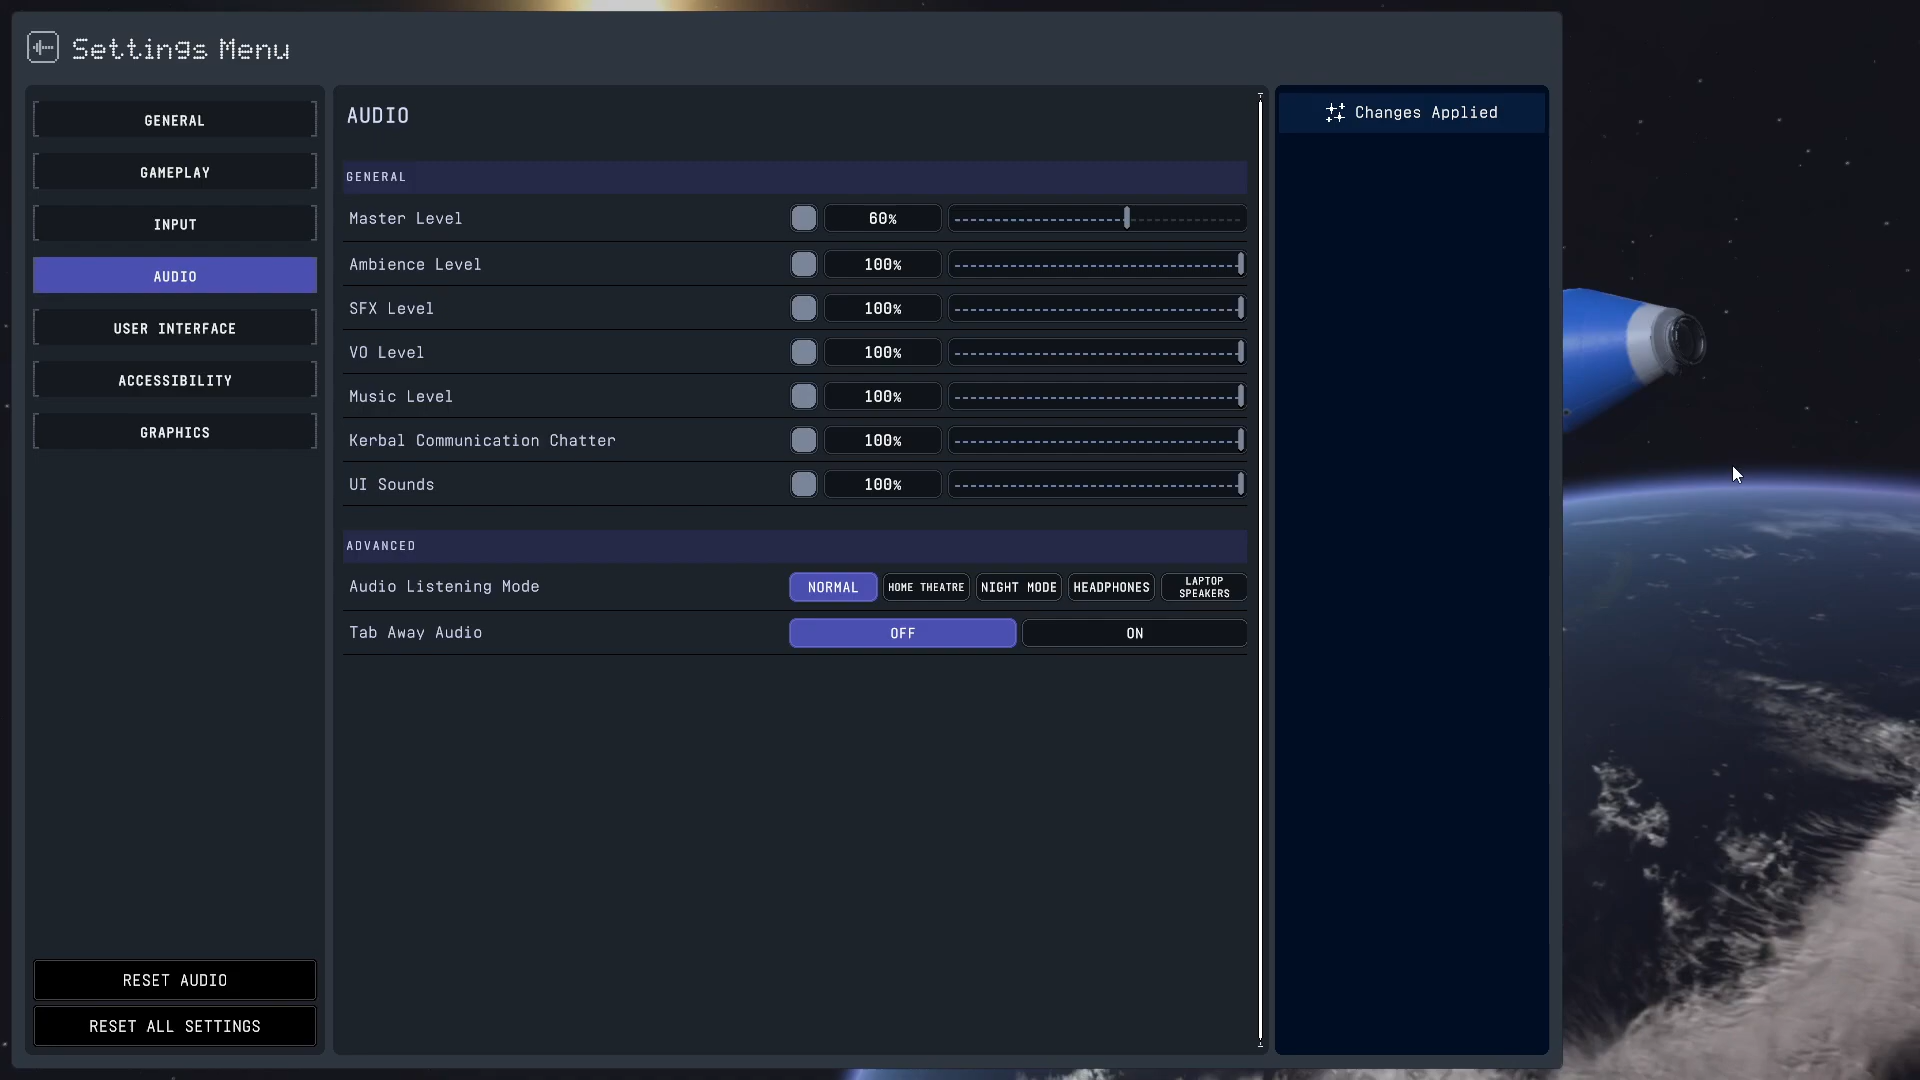 Settings Menu
GENERAL
GAMEPLAY
INPUT
AUDIO
USER INTERFACE
ACCESSIBILITY
GRAPHICS
RESET AUDIO
RESET ALL SETTINGS
AUDIO
GENERAL
Master Level 60%
Ambience Level 100%
SFX Level 100%
VO Level 100%
Music Level 100%
Kerbal Communication Chatter 100%
UI Sounds 100%
ADVANCED
Audio Listening Mode NORMAL HOME THEATRE NIGHT MODE HEADPHONES LAPTOP
SPEAKERS
Tab Away Audio OFF ON
Changes Applied